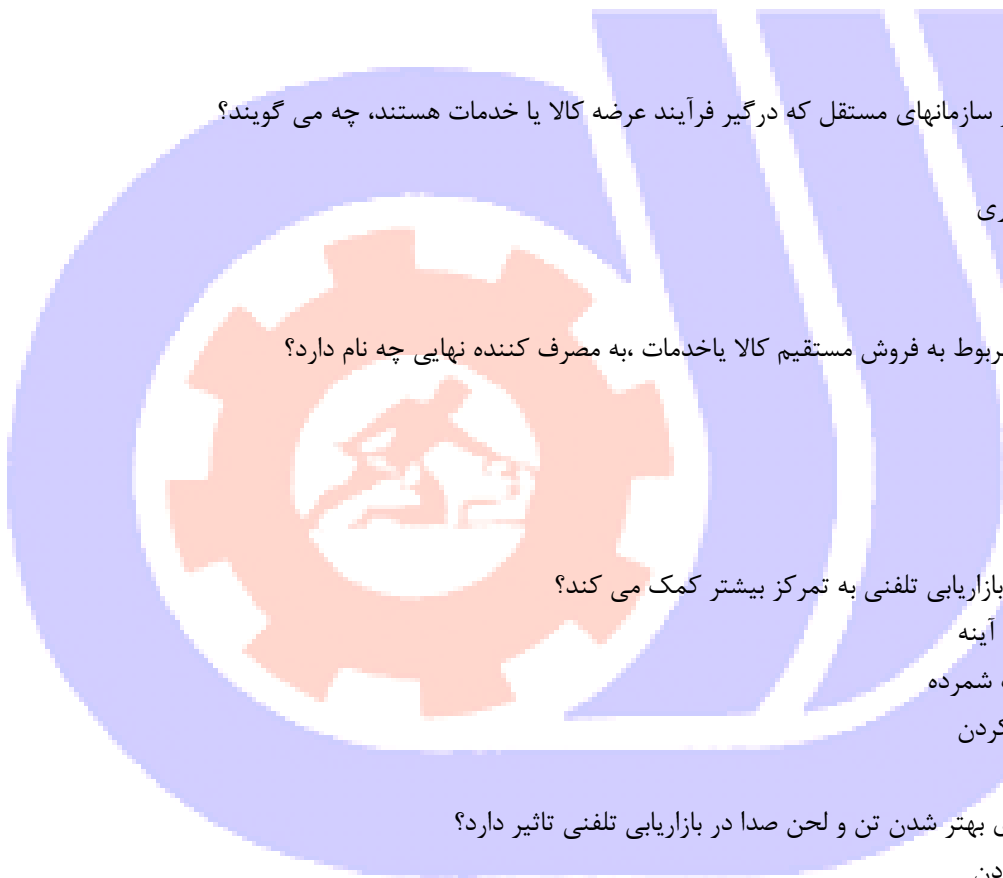 سازمانهای مستقل که درگیر فرآیند عرضه کالا یا خدمات هستند، چه می گویند؟
ری
ربوط به فروش مستقیم کالا یاخدمات ،به مصرف کننده نهایی چه نام دارد؟
بازاریابی تلفنی به تمرکز بیشتر کمک می کند؟
آینه
شمرده
کردن
بهتر شدن تن و لحن صدا در بازاریابی تلفنی تاثیر دارد؟
دن